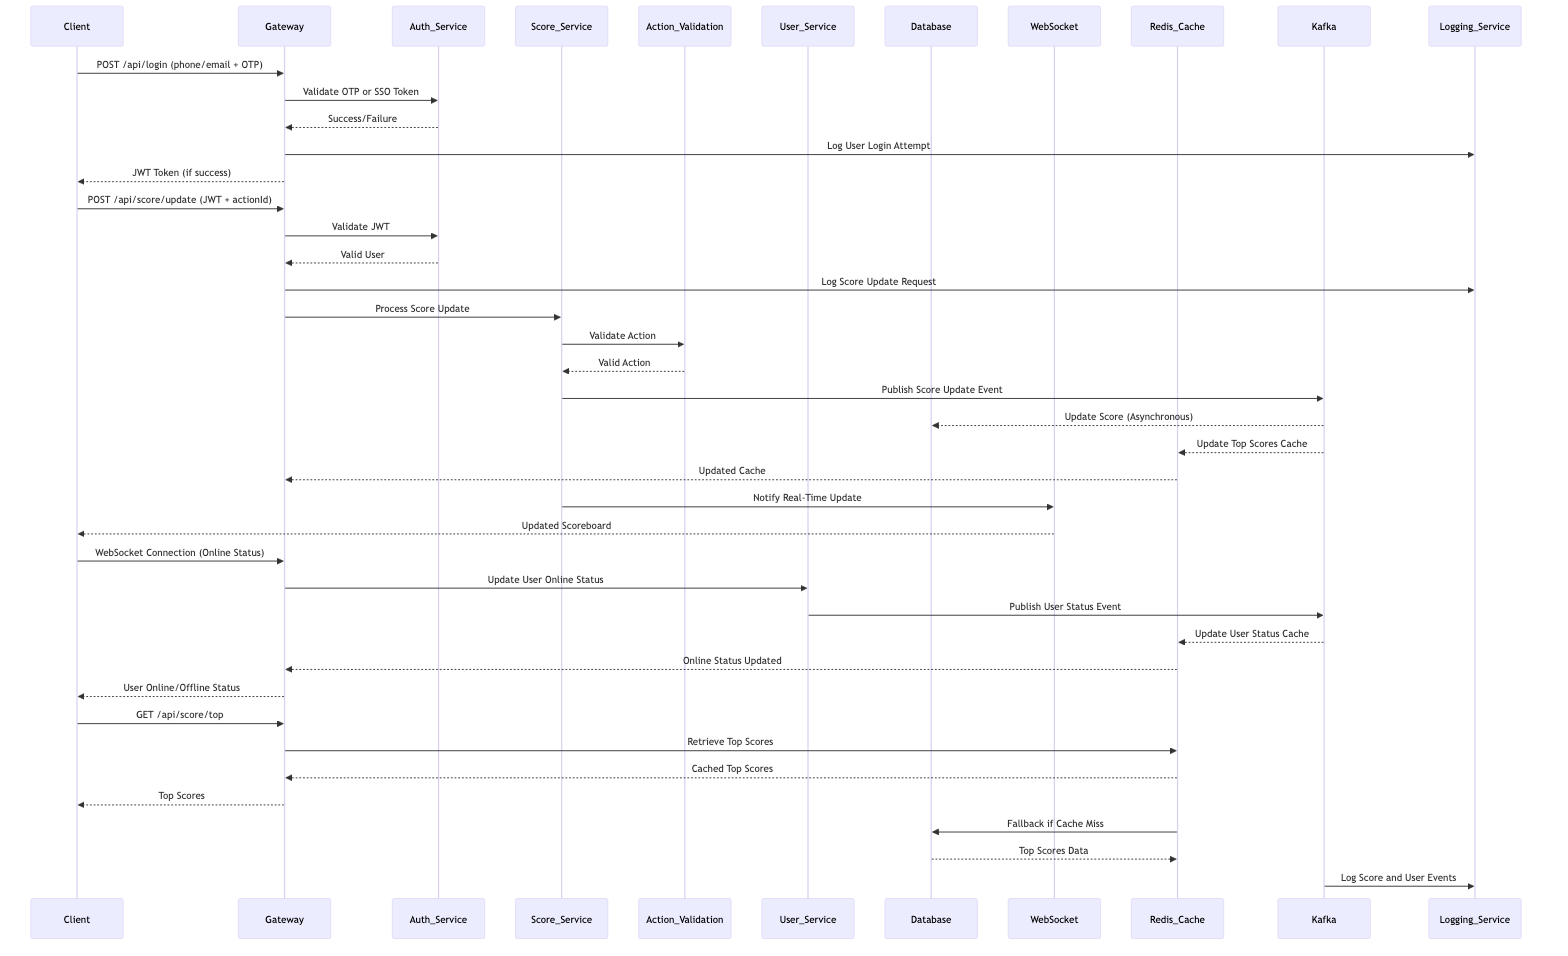 Client
Gateway
Auth_Service
Score_Service
Action_Validation
User_Service
Database
WebSocket
Redis_Cache
Kafka
Logging_Service
POST /api/login (phone/email + OTP)
Validate OTP or SSO Token
Success/Failure
Log User Login Attempt
JWT Token (if success)
POST /api/score/update (JWT + actionId)
Validate JWT
Valid User
Log Score Update Request
Process Score Update
Validate Action
Valid Action
Publish Score Update Event
Update Score (Asynchronous)
Update Top Scores Cache
Updated Cache
Notify Real-Time Update
Updated Scoreboard
WebSocket Connection (Online Status)
Update User Online Status
Publish User Status Event
Update User Status Cache
Online Status Updated
User Online/Offline Status
GET /api/score/top
Retrieve Top Scores
Cached Top Scores
Top Scores
Fallback if Cache Miss
Top Scores Data
Log Score and User Events
Client
Gateway
Auth_Service
Score_Service
Action_Validation
User_Service
Database
WebSocket
Redis_Cache
Kafka
Logging_Service